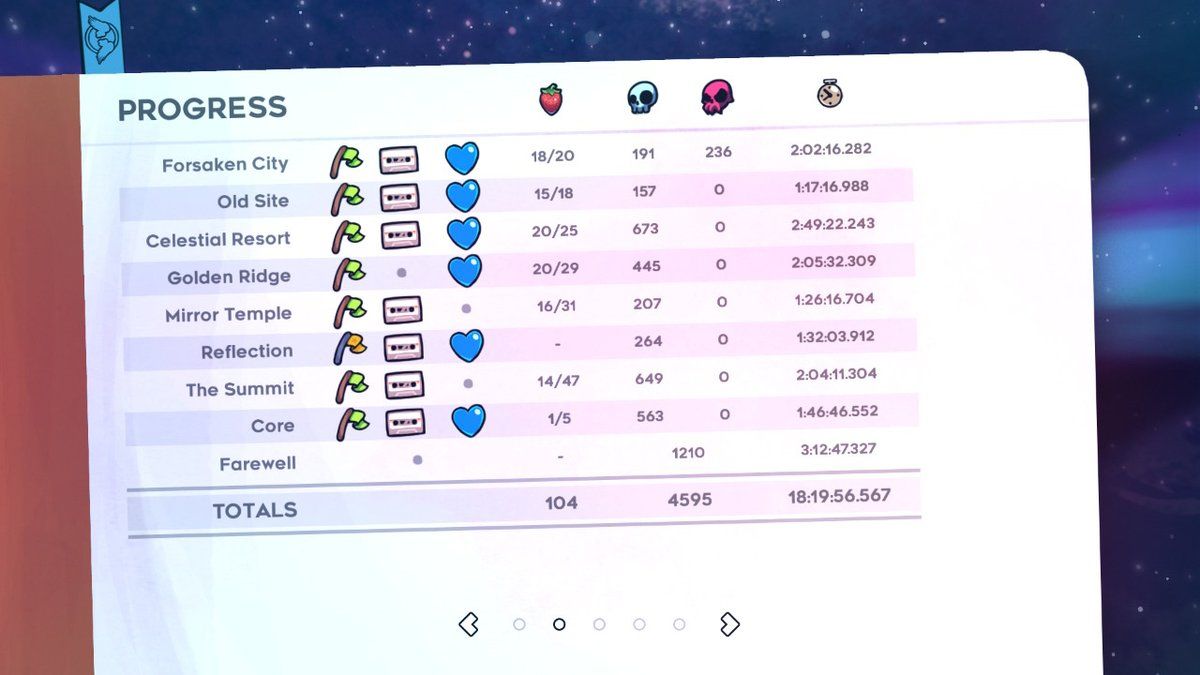 PROGRESS
Forsaken City 18/20 191 236 2:02:16.282
Old Site 15/18 157 0 1:17:16.988
Celestial Resort 20/25 673 0 2:49:22.243
Golden Ridge 20/29 445 0 2:05:32.309
Mirror Temple 16/31 207 0 1:26:16.704
Reflection - 264 0 1:32:03.912
The Summit 14/47 649 0 2:04:11.304
Core 1/5 563 0 1:46:46.552
Farewell - 1210 3:12:47.327
TOTALS 104 4595 18:19:56.567